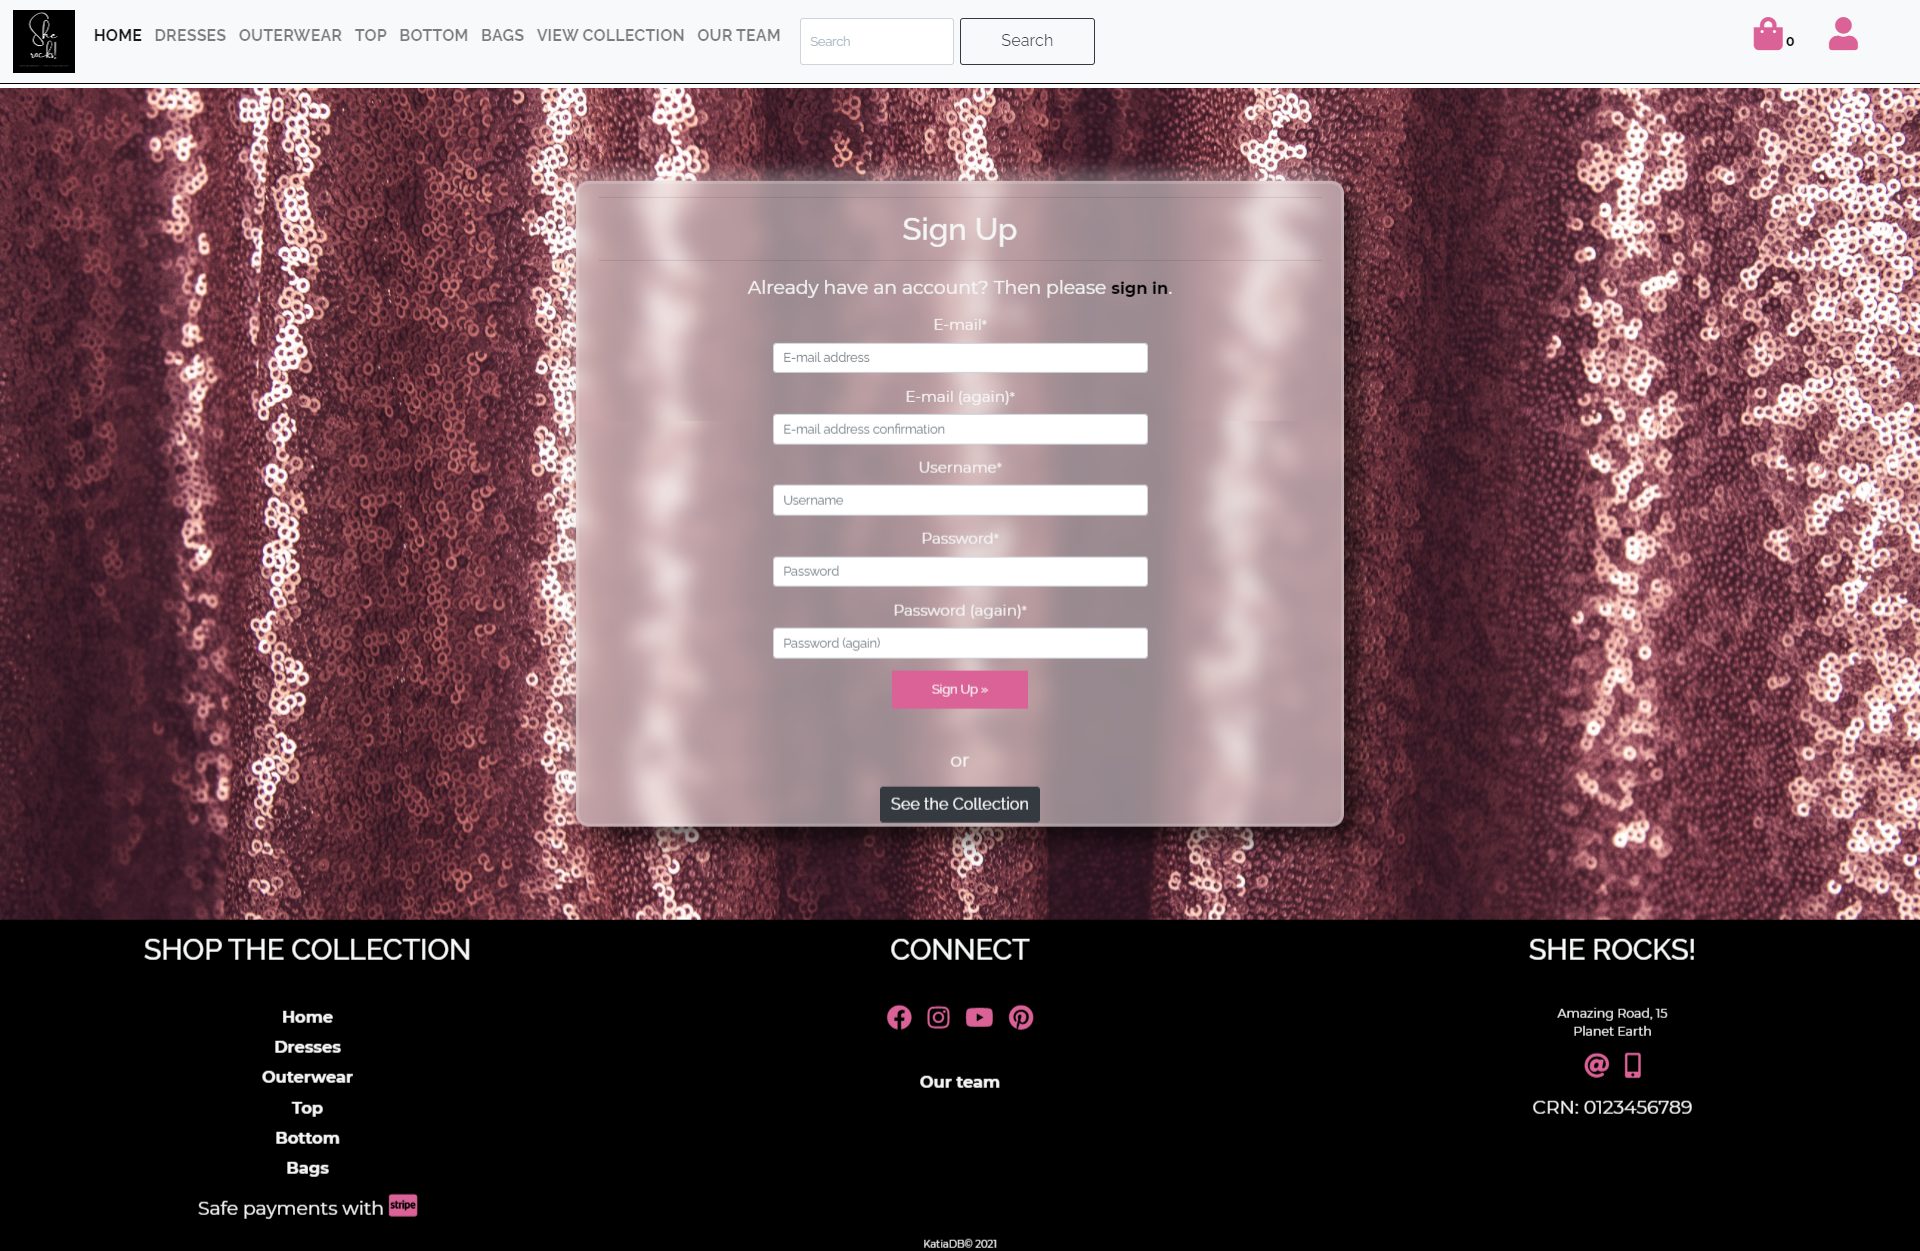 She
rocks!
HOME DRESSES OUTERWEAR TOP BOTTOM BAGS VIEW COLLECTION OUR TEAM Search Search 0
Sign Up
Already have an account? Then please sign in.
E-mail*
E-mail address
E-mail (again)*
E-mail address confirmation
Username*
Username
Password*
Password
Password (again)*
Password (again)
Sign Up »
or
See the Collection
SHOP THE COLLECTION
Home
Dresses
Outerwear
Top
Bottom
Bags
Safe payments with stripe
CONNECT
Our team
SHE ROCKS!
Amazing Road, 15
Planet Earth
CRN: 0123456789
KatiaDB© 2021